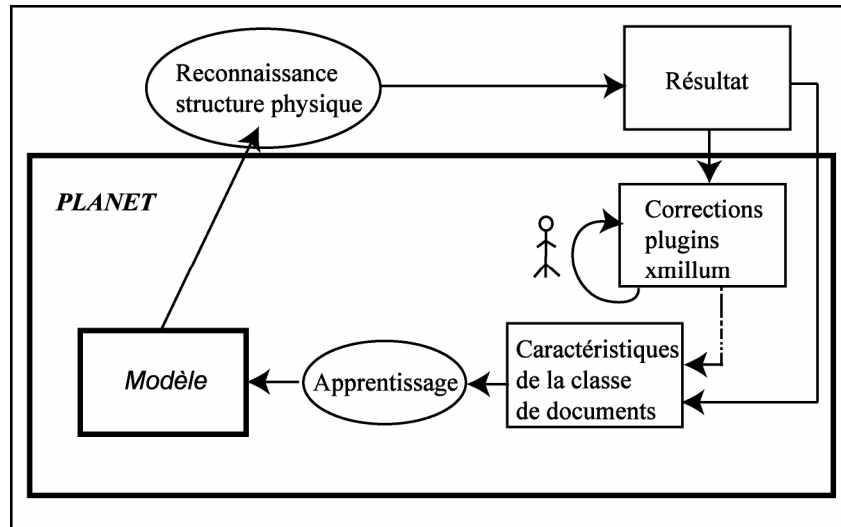 Reconnaissance
structure physique
Résultat
PLANET
Corrections
plugins
xmillum
Modèle
Apprentissage
Caractéristiques
de la classe
de documents